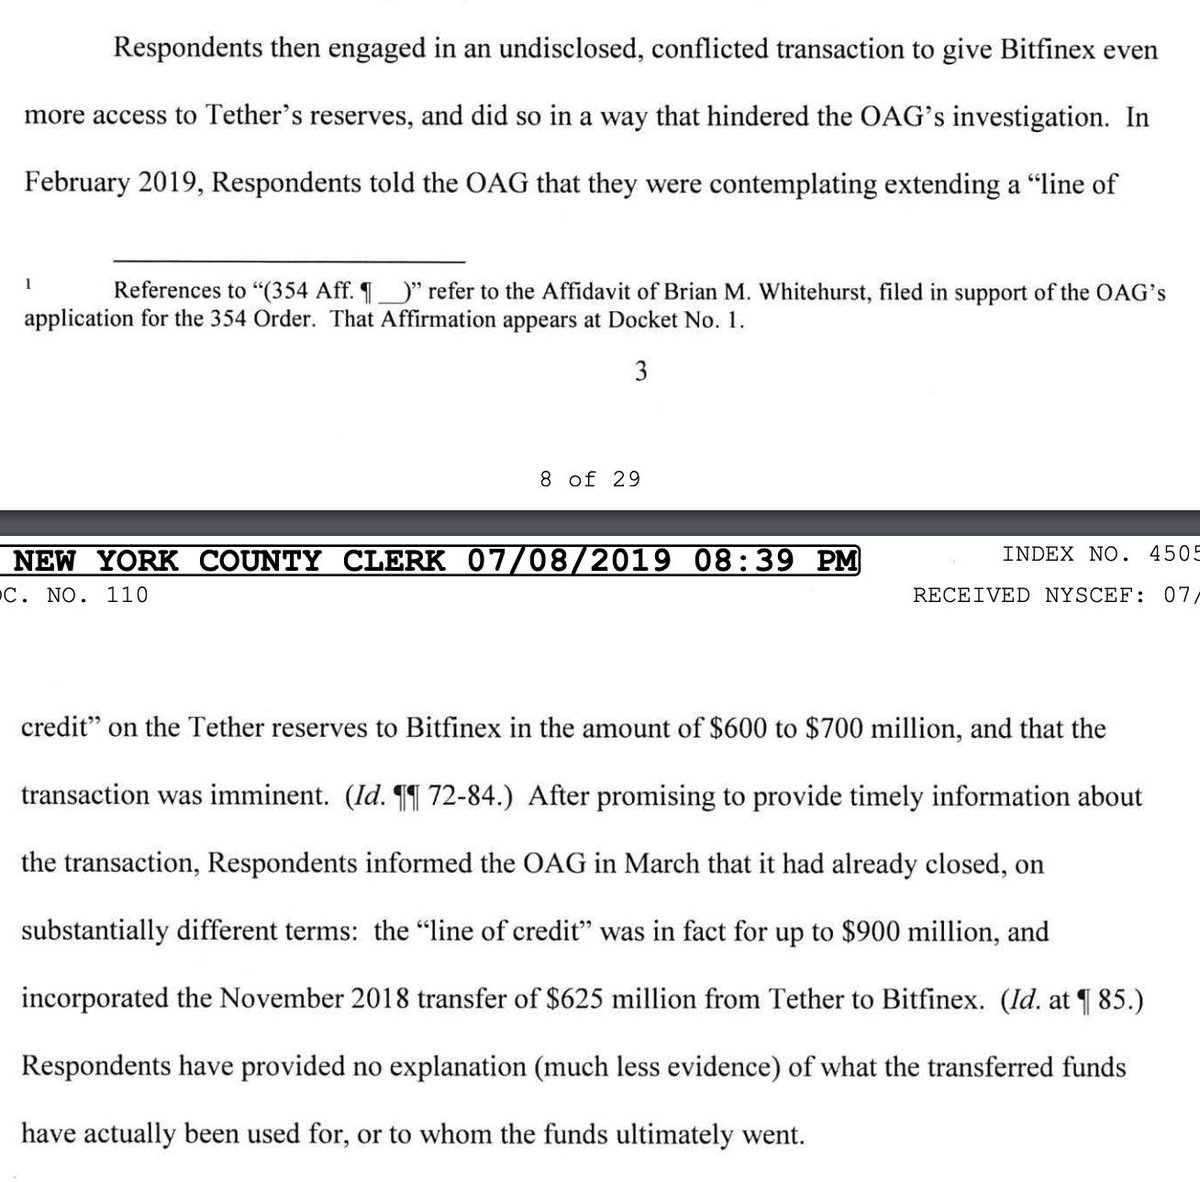 Respondents then engaged in an undisclosed, conflicted transaction to give Bitfinex even
more access to Tether’s reserves, and did so in a way that hindered the OAG’s investigation. In
February 2019, Respondents told the OAG that they were contemplating extending a “line of
1 References to “(354 Aff. ¶ __)” refer to the Affidavit of Brian M. Whitehurst, filed in support of the OAG’s
application for the 354 Order. That Affirmation appears at Docket No. 1.
3
8 of 29
NEW YORK COUNTY CLERK 07/08/2019 08:39 PM
INDEX NO. 4505
OC. NO. 110
RECEIVED NYSCEF: 07/
credit” on the Tether reserves to Bitfinex in the amount of $600 to $700 million, and that the
transaction was imminent. (Id. ¶¶ 72-84.) After promising to provide timely information about
the transaction, Respondents informed the OAG in March that it had already closed, on
substantially different terms: the “line of credit” was in fact for up to $900 million, and
incorporated the November 2018 transfer of $625 million from Tether to Bitfinex. (Id. at ¶ 85.)
Respondents have provided no explanation (much less evidence) of what the transferred funds
have actually been used for, or to whom the funds ultimately went.